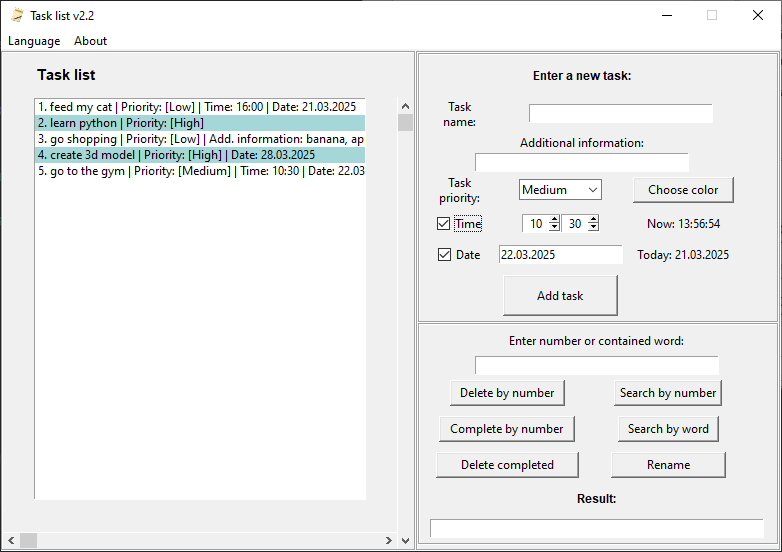 Task list v2.2
Language About
Task list
1. feed my cat | Priority: [Low] | Time: 16:00 | Date: 21.03.2025
2. learn python | Priority: [High]
3. go shopping | Priority: [Low] | Add. information: banana, ap
4. create 3d model | Priority: [High] | Date: 28.03.2025
5. go to the gym | Priority: [Medium] | Time: 10:30 | Date: 22.03
Enter a new task:
Task
name:
Additional information:
Task
priority:
Medium
Choose color
Time
10
30
Now: 13:56:54
Date
22.03.2025
Today: 21.03.2025
Add task
Enter number or contained word:
Delete by number
Search by number
Complete by number
Search by word
Delete completed
Rename
Result: